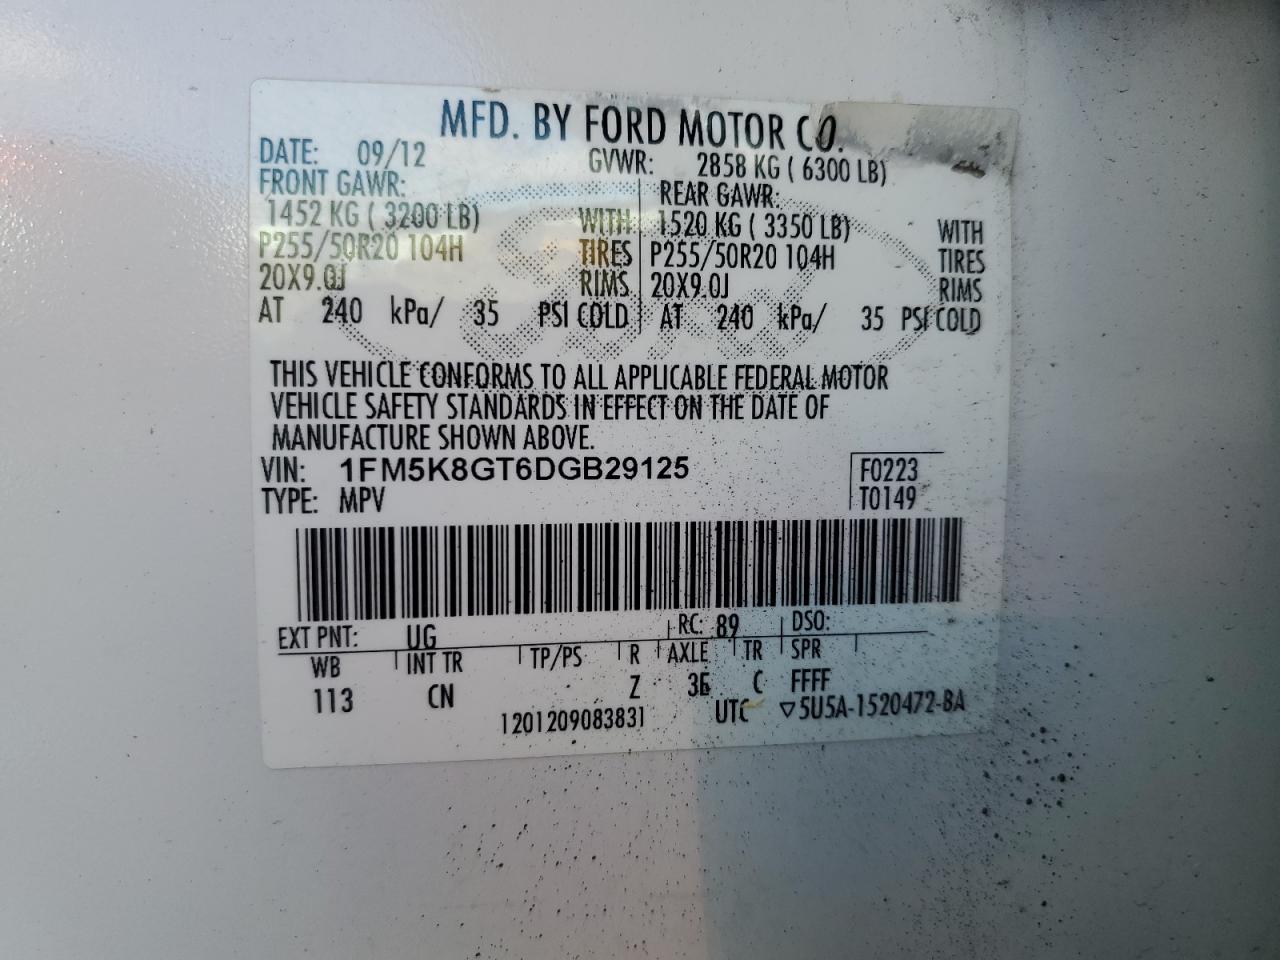 MFD. BY FORD MOTOR CO.
DATE: 09/12 GVWR: 2858 KG ( 6300 LB)
FRONT GAWR: REAR GAWR:
1452 KG ( 3200 LB) WITH 1520 KG ( 3350 LB) WITH
P255/50R20 104H TIRES P255/50R20 104H TIRES
20X9.0J RIMS 20X9.0J RIMS
AT 240 kPa/ 35 PSI COLD AT 240 kPa/ 35 PSI COLD
THIS VEHICLE CONFORMS TO ALL APPLICABLE FEDERAL MOTOR
VEHICLE SAFETY STANDARDS IN EFFECT ON THE DATE OF
MANUFACTURE SHOWN ABOVE.
VIN: 1FM5K8GT6DGB29125 F0223
TYPE: MPV T0149
EXT PNT: UG RC: 89 DSO:
WB INT TR TP/PS R AXLE TR SPR
113 CN Z 3E C FFFF
1201209083831 UTC ▽5U5A-1520472-BA